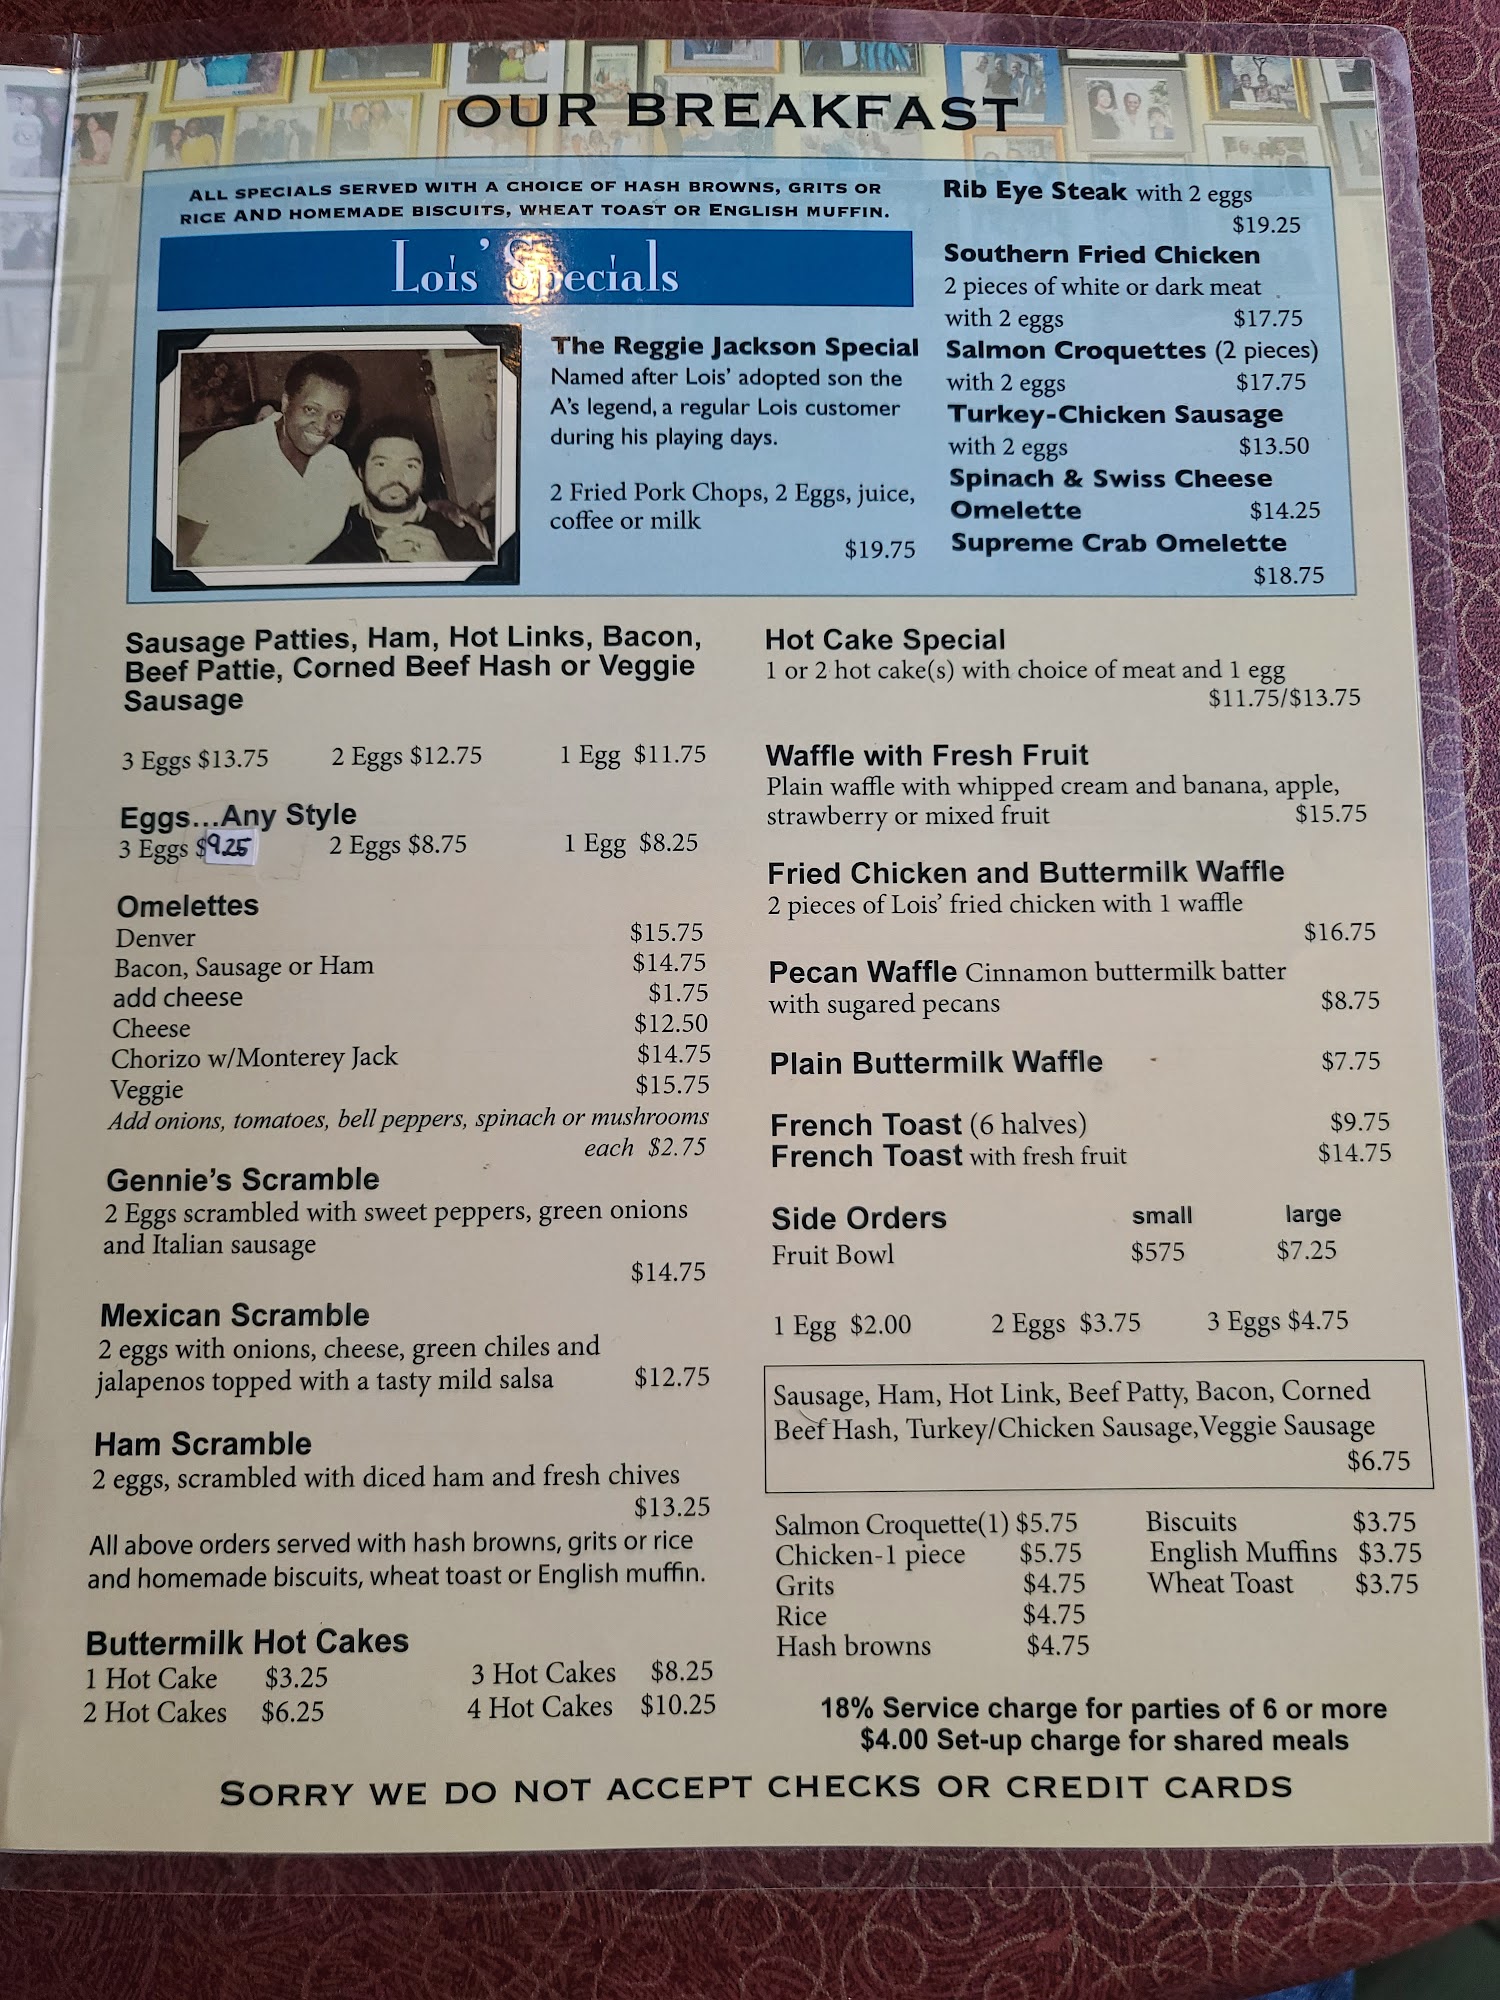 OUR BREAKFAST
ALL SPECIALS SERVED WITH A CHOICE OF HASH BROWNS, GRITS OR
RICE AND HOMEMADE BISCUITS, WHEAT TOAST OR ENGLISH MUFFIN.
Lois' Specials
The Reggie Jackson Special
Named after Lois' adopted son the
A's legend, a regular Lois customer
during his playing days.
2 Fried Pork Chops, 2 Eggs, juice,
coffee or milk
$19.75
Rib Eye Steak with 2 eggs
$19.25
Southern Fried Chicken
2 pieces of white or dark meat
with 2 eggs $17.75
Salmon Croquettes (2 pieces)
with 2 eggs $17.75
Turkey-Chicken Sausage
with 2 eggs $13.50
Spinach & Swiss Cheese
Omelette $14.25
Supreme Crab Omelette
$18.75
Sausage Patties, Ham, Hot Links, Bacon,
Beef Pattie, Corned Beef Hash or Veggie
Sausage
3 Eggs $13.75 2 Eggs $12.75 1 Egg $11.75
Eggs...Any Style
3 Eggs $9.25 2 Eggs $8.75 1 Egg $8.25
Omelettes
Denver $15.75
Bacon, Sausage or Ham $14.75
add cheese $1.75
Cheese $12.50
Chorizo w/Monterey Jack $14.75
Veggie $15.75
Add onions, tomatoes, bell peppers, spinach or mushrooms
each $2.75
Gennie's Scramble
2 Eggs scrambled with sweet peppers, green onions
and Italian sausage
$14.75
Mexican Scramble
2 eggs with onions, cheese, green chiles and
jalapenos topped with a tasty mild salsa $12.75
Ham Scramble
2 eggs, scrambled with diced ham and fresh chives
$13.25
All above orders served with hash browns, grits or rice
and homemade biscuits, wheat toast or English muffin.
Buttermilk Hot Cakes
1 Hot Cake $3.25 3 Hot Cakes $8.25
2 Hot Cakes $6.25 4 Hot Cakes $10.25
Hot Cake Special
1 or 2 hot cake(s) with choice of meat and 1 egg
$11.75/$13.75
Waffle with Fresh Fruit
Plain waffle with whipped cream and banana, apple,
strawberry or mixed fruit $15.75
Fried Chicken and Buttermilk Waffle
2 pieces of Lois' fried chicken with 1 waffle
$16.75
Pecan Waffle Cinnamon buttermilk batter
with sugared pecans $8.75
Plain Buttermilk Waffle $7.75
French Toast (6 halves) $9.75
French Toast with fresh fruit $14.75
Side Orders small large
Fruit Bowl $575 $7.25
1 Egg $2.00 2 Eggs $3.75 3 Eggs $4.75
Sausage, Ham, Hot Link, Beef Patty, Bacon, Corned
Beef Hash, Turkey/Chicken Sausage,Veggie Sausage
$6.75
Salmon Croquette(1) $5.75 Biscuits $3.75
Chicken-1 piece $5.75 English Muffins $3.75
Grits $4.75 Wheat Toast $3.75
Rice $4.75
Hash browns $4.75
18% Service charge for parties of 6 or more
$4.00 Set-up charge for shared meals
SORRY WE DO NOT ACCEPT CHECKS OR CREDIT CARDS